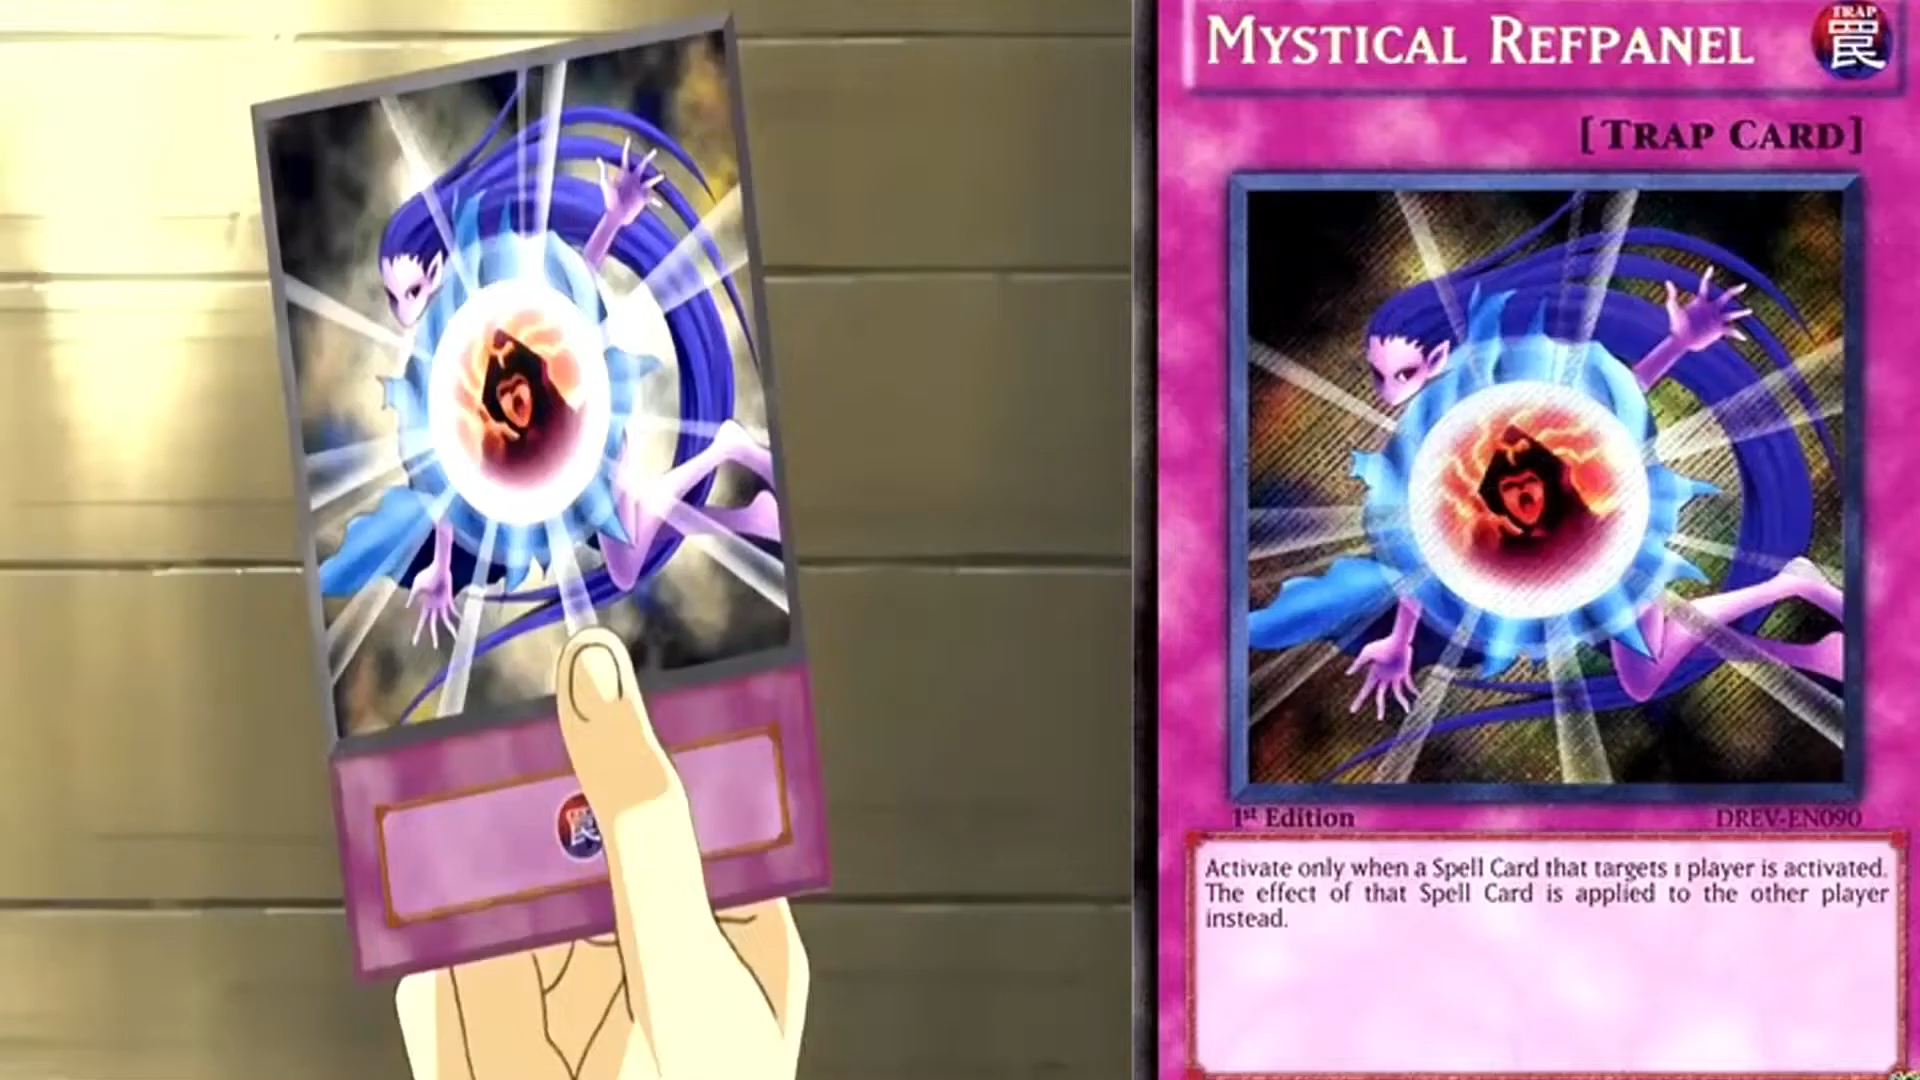 MYSTICAL REFPANEL
TRAP
罠
[TRAP CARD]
1st Edition
DREV-EN090
Activate only when a Spell Card that targets 1 player is activated.
The effect of that Spell Card is applied to the other player
instead.